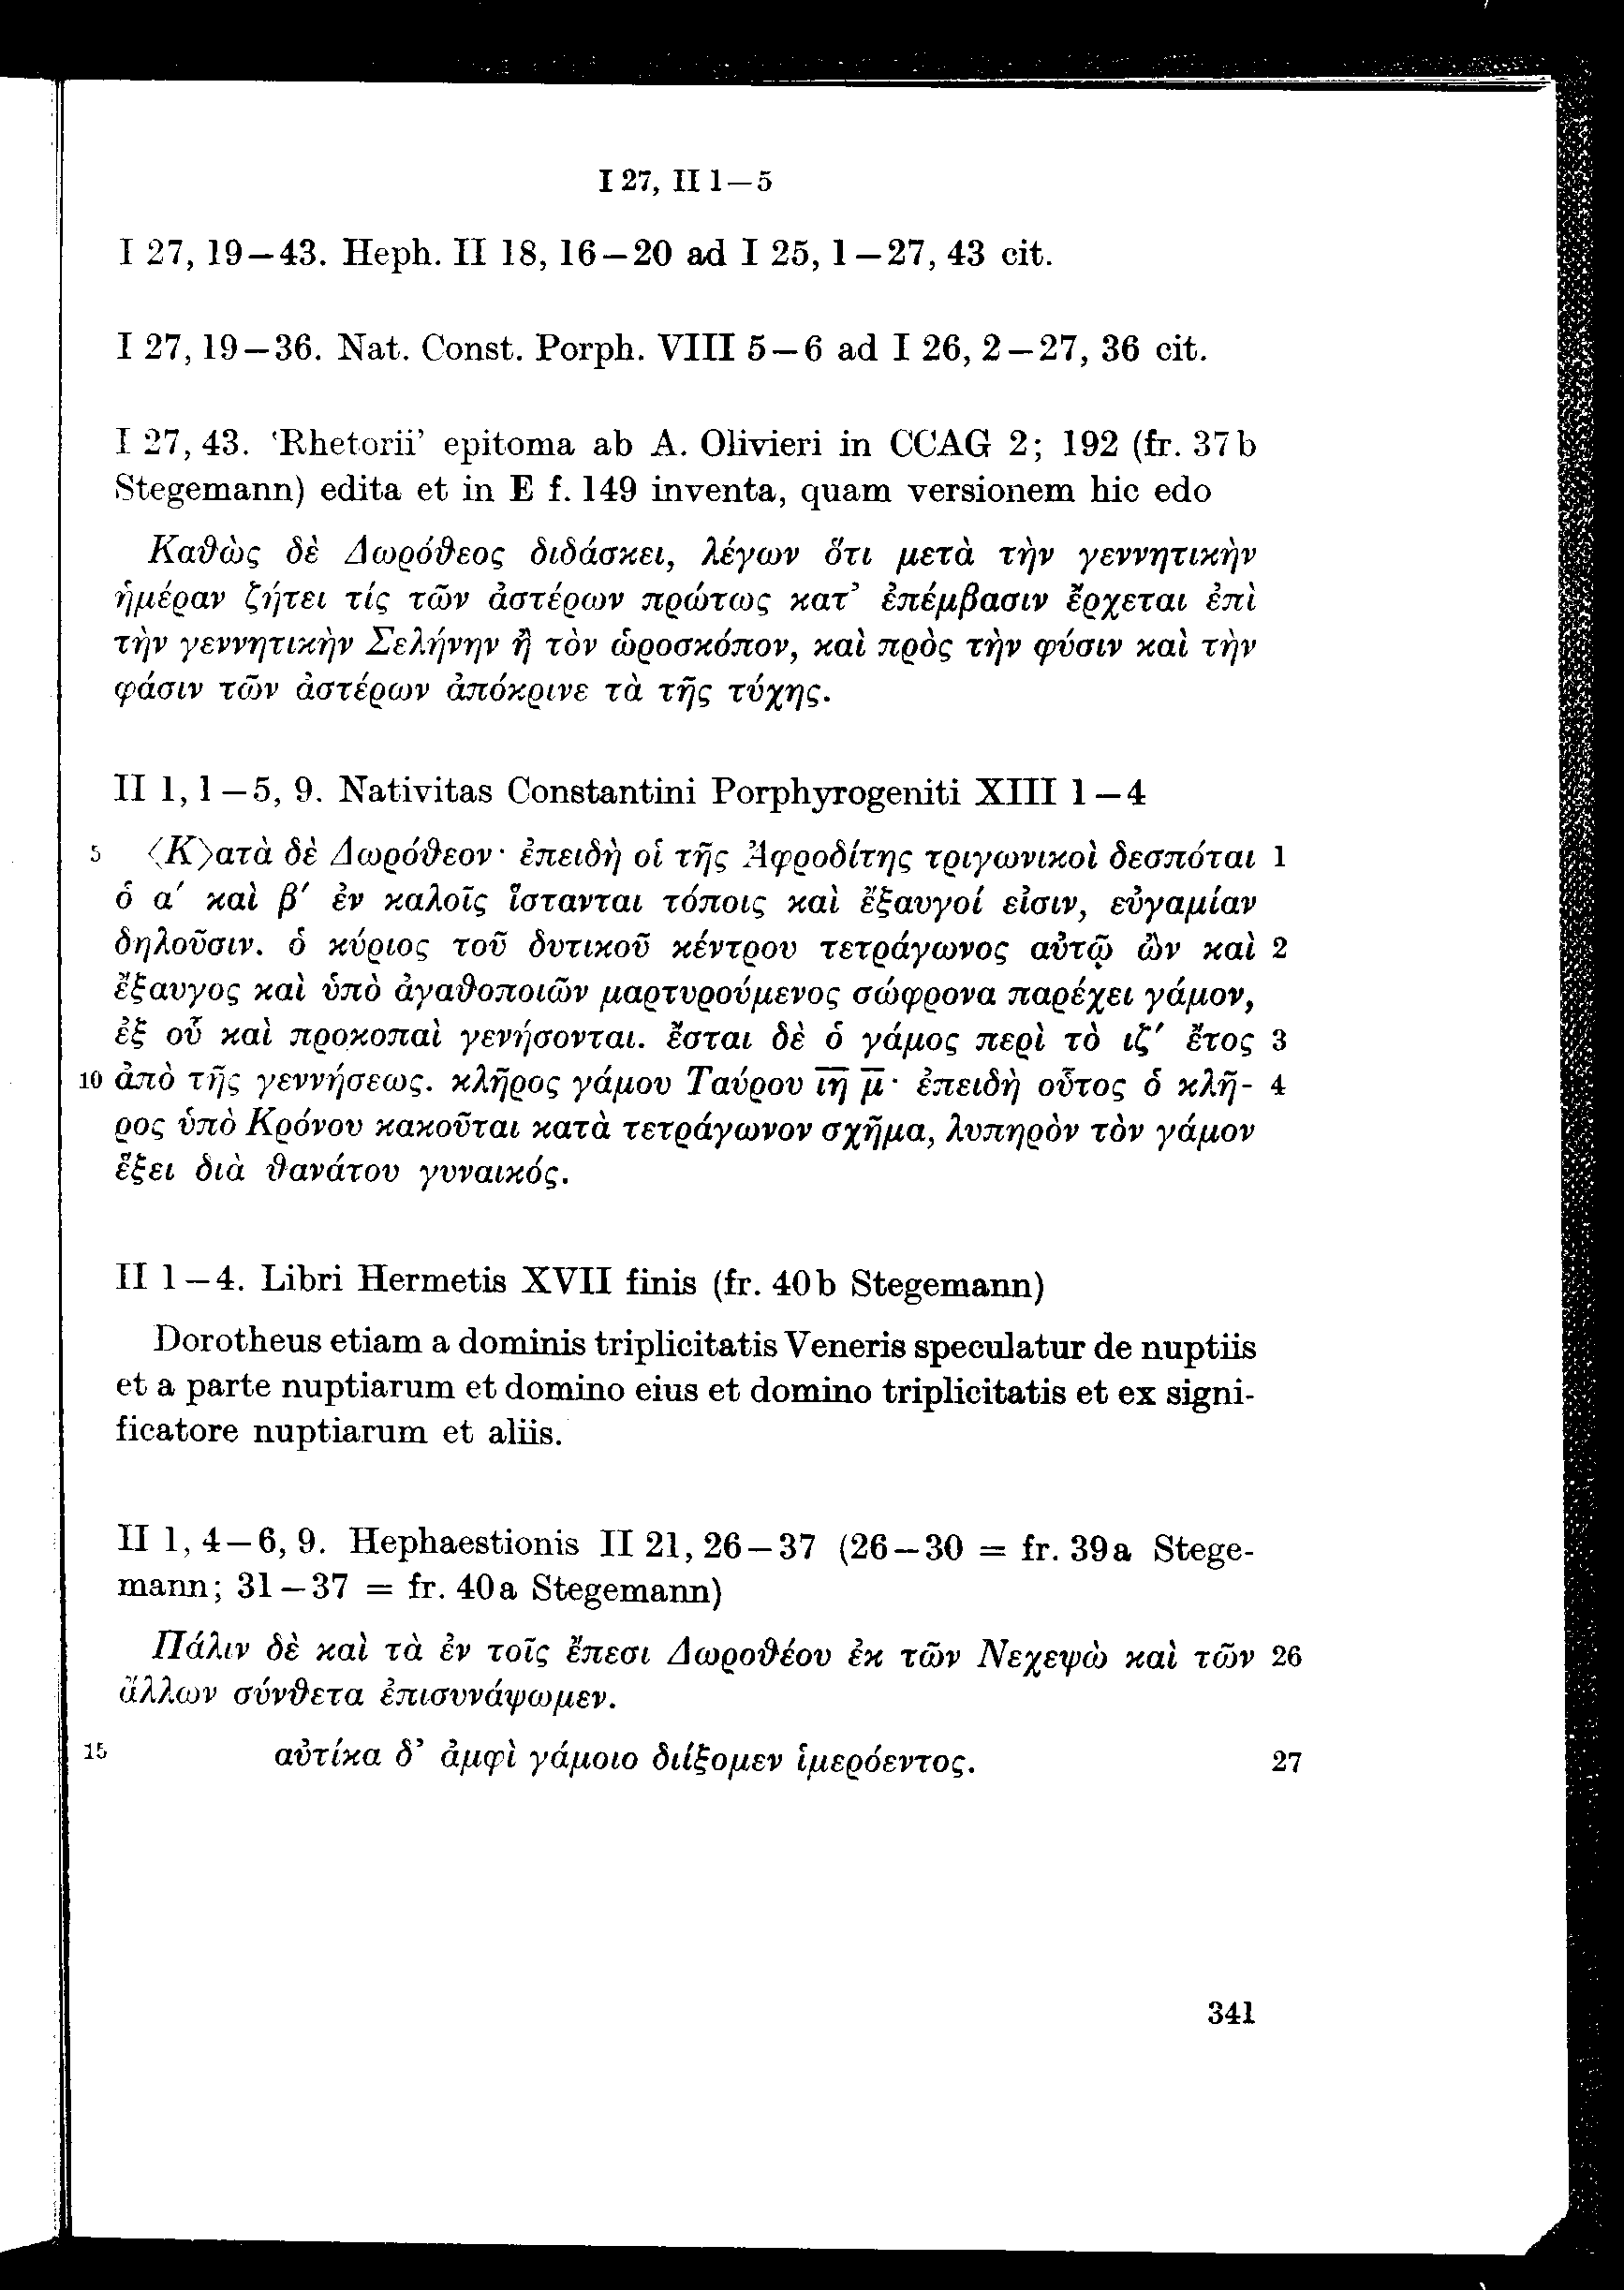 I 27, II 1—5
I 27, 19—43. Heph. II 18, 16—20 ad I 25, 1—27, 43 cit.
I 27, 19—36. Nat. Const. Porph. VIII 5—6 ad I 26, 2—27, 36 cit.
I 27, 43. ‘Rhetorii’ epitoma ab A. Olivieri in CCAG 2; 192 (fr. 37b
Stegemann) edita et in E f. 149 inventa, quam versionem hic edo
Καθὼς δὲ Δωρόθεος διδάσκει, λέγων ὅτι μετὰ τὴν γεννητικὴν
ἡμέραν ζήτει τίς τῶν ἀστέρων πρώτως κατ’ ἐπέμβασιν ἔρχεται ἐπὶ
τὴν γεννητικὴν Σελήνην ἢ τὸν ὡροσκόπον, καὶ πρὸς τὴν φύσιν καὶ τὴν
φάσιν τῶν ἀστέρων ἀπόκρινε τὰ τῆς τύχης.
II 1, 1—5, 9. Nativitas Constantini Porphyrogeniti XIII 1—4
5 〈Κ〉ατὰ δὲ Δωρόθεον· ἐπειδὴ οἱ τῆς Ἀφροδίτης τριγωνικοὶ δεσπόται 1
ὁ α′ καὶ β′ ἐν καλοῖς ἵστανται τόποις καὶ ἔξαυγοί εἰσιν, εὐγαμίαν
δηλοῦσιν. ὁ κύριος τοῦ δυτικοῦ κέντρου τετράγωνος αὐτῷ ὢν καὶ 2
ἔξαυγος καὶ ὑπὸ ἀγαθοποιῶν μαρτυρούμενος σώφρονα παρέχει γάμον,
ἐξ οὗ καὶ προκοπαὶ γενήσονται. ἔσται δὲ ὁ γάμος περὶ τὸ ιζ′ ἔτος 3
10 ἀπὸ τῆς γεννήσεως. κλῆρος γάμου Ταύρου ι̅η̅ μ̅· ἐπειδὴ οὗτος ὁ κλῆ- 4
ρος ὑπὸ Κρόνου κακοῦται κατὰ τετράγωνον σχῆμα, λυπηρὸν τὸν γάμον
ἕξει διὰ θανάτου γυναικός.
II 1—4. Libri Hermetis XVII finis (fr. 40b Stegemann)
Dorotheus etiam a dominis triplicitatis Veneris speculatur de nuptiis
et a parte nuptiarum et domino eius et domino triplicitatis et ex signi-
ficatore nuptiarum et aliis.
II 1, 4—6, 9. Hephaestionis II 21, 26—37 (26—30 = fr. 39a Stege-
mann; 31—37 = fr. 40a Stegemann)
Πάλιν δὲ καὶ τὰ ἐν τοῖς ἔπεσι Δωροθέου ἐκ τῶν Νεχεψὼ καὶ τῶν 26
ἄλλων σύνθετα ἐπισυνάψωμεν.
15 αὐτίκα δ’ ἀμφὶ γάμοιο διίξομεν ἱμερόεντος. 27
341